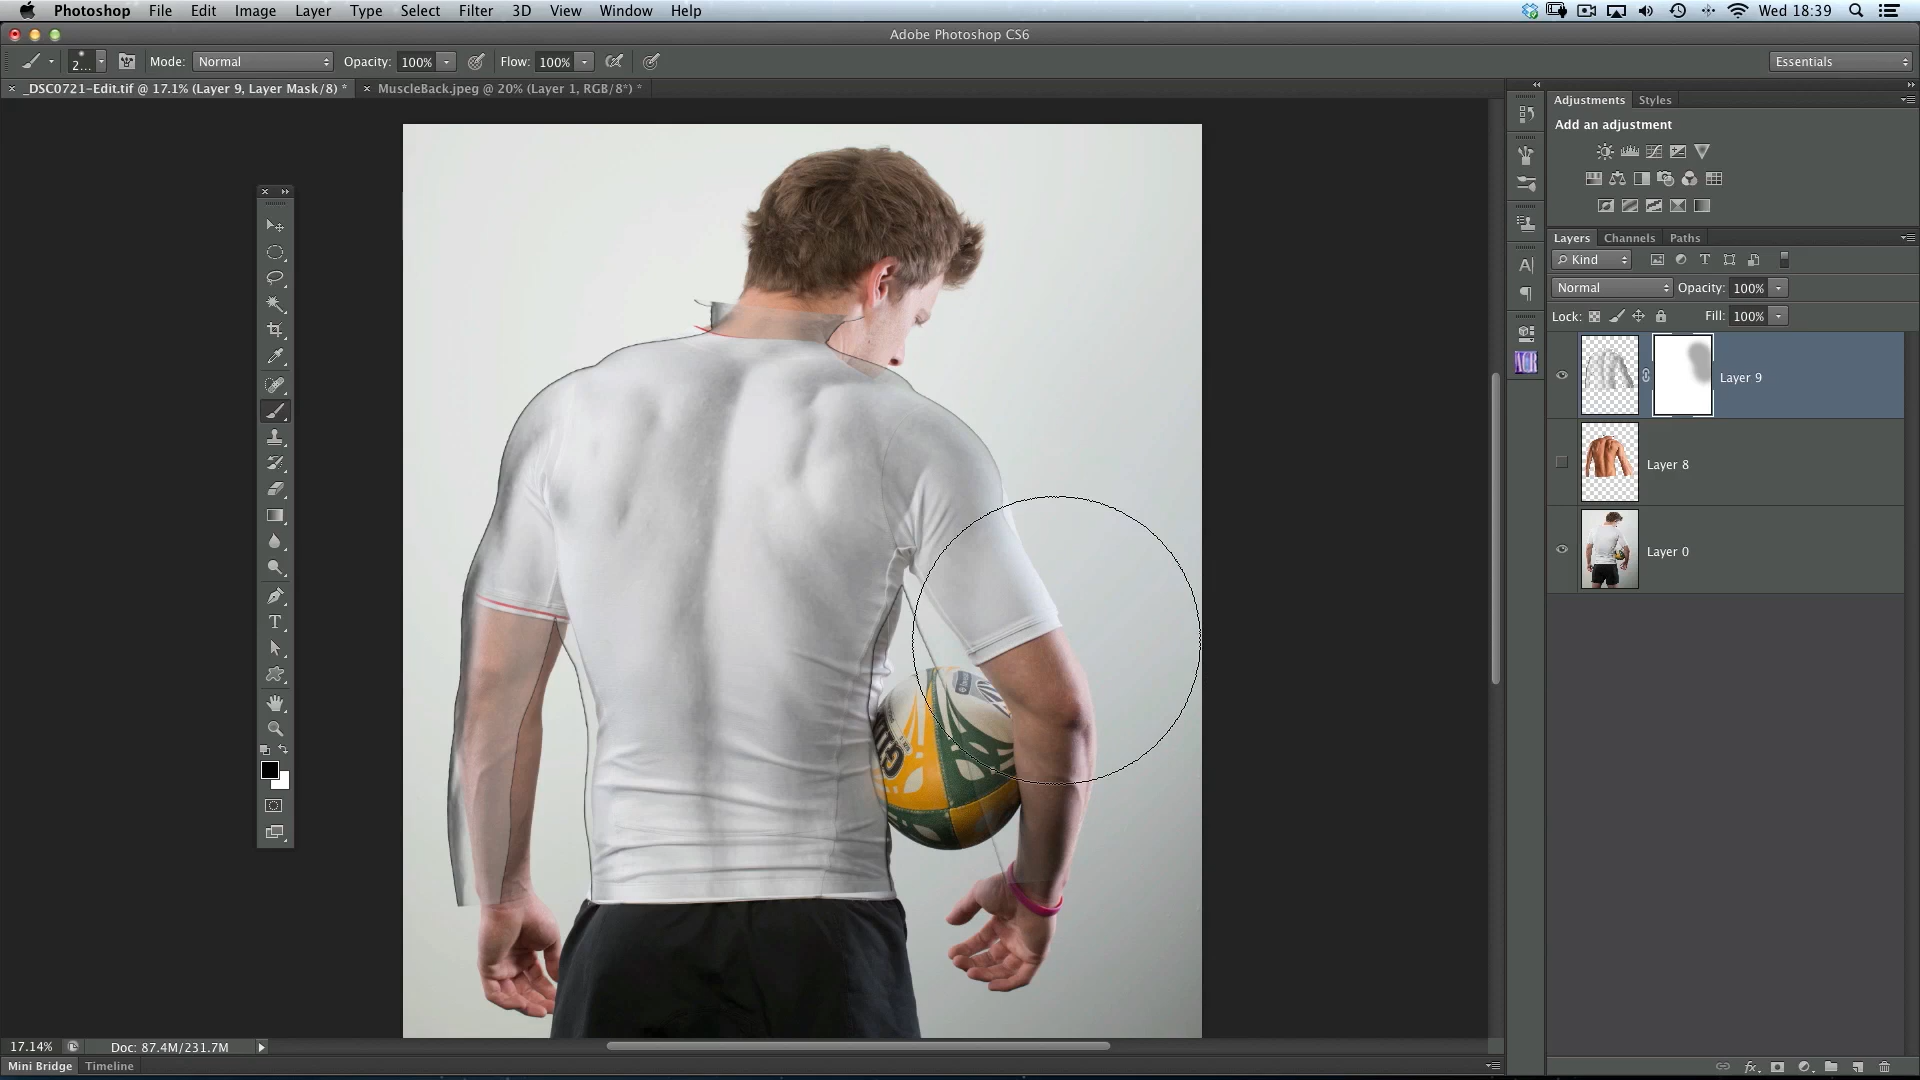 Photoshop File Edit Image Layer Type Select Filter 3D View Window Help Wed 18:39
Adobe Photoshop CS6
2... Mode: Normal Opacity: 100% Flow: 100% Essentials
_DSC0721-Edit.tif @ 17.1% (Layer 9, Layer Mask/8) * MuscleBack.jpeg @ 20% (Layer 1, RGB/8*) *
Adjustments Styles
Add an adjustment
Layers Channels Paths
Kind
Normal Opacity: 100%
Lock: Fill: 100%
Layer 9
Layer 8
Layer 0
17.14% Doc: 87.4M/231.7M
Mini Bridge Timeline